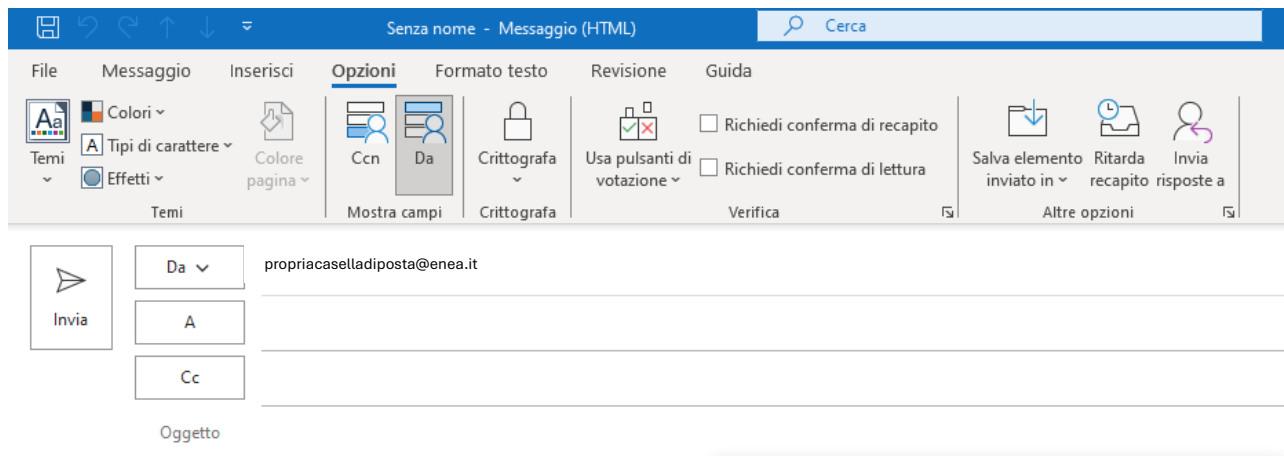 Senza nome - Messaggio (HTML)
Cerca
File Messaggio Inserisci Opzioni Formato testo Revisione Guida
Aa
Temi
Colori
A Tipi di carattere
Effetti
Colore
pagina
Temi
Ccn
Da
Mostra campi
Crittografa
Crittografa
Usa pulsanti di
votazione
Richiedi conferma di recapito
Richiedi conferma di lettura
Verifica
Salva elemento
inviato in
Ritarda
recapito
Invia
risposte a
Altre opzioni
Invia
Da
propriacaselladiposta@enea.it
A
Cc
Oggetto